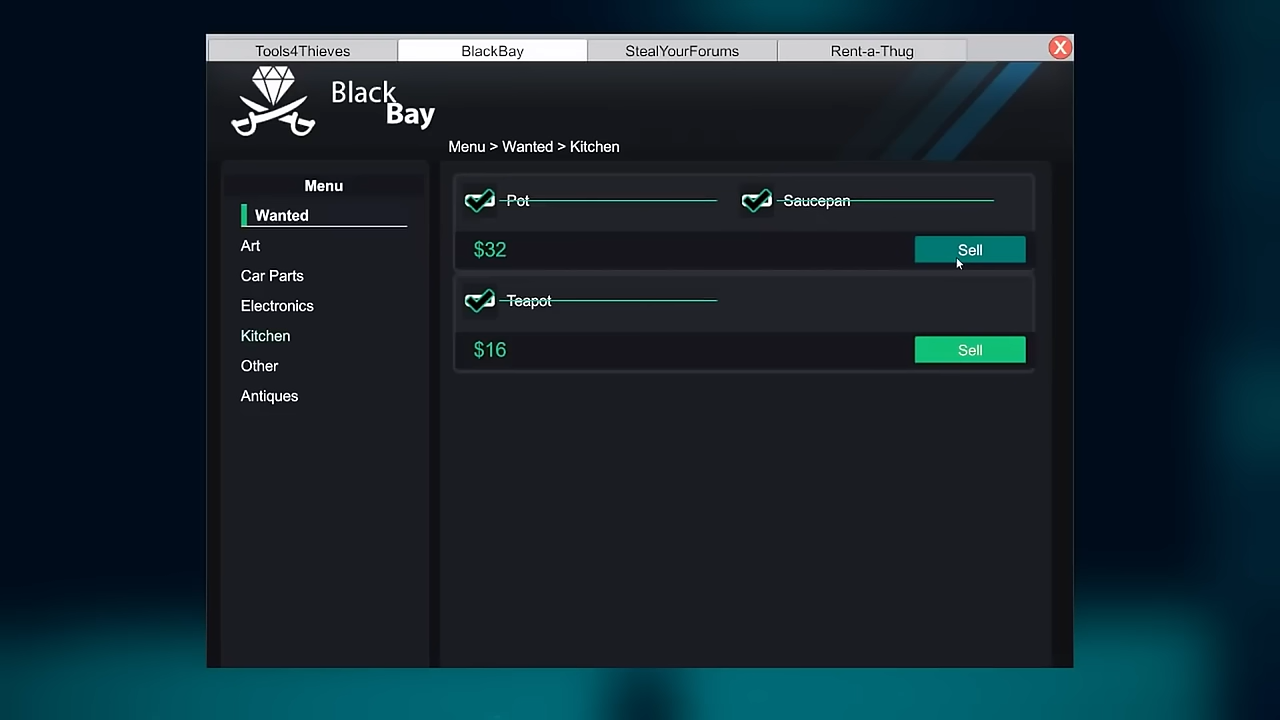 Tools4Thieves BlackBay StealYourForums Rent-a-Thug X
Black
Bay
Menu > Wanted > Kitchen
Menu
Wanted
Art
Car Parts
Electronics
Kitchen
Other
Antiques
Pot Saucepan
$32 Sell
Teapot
$16 Sell